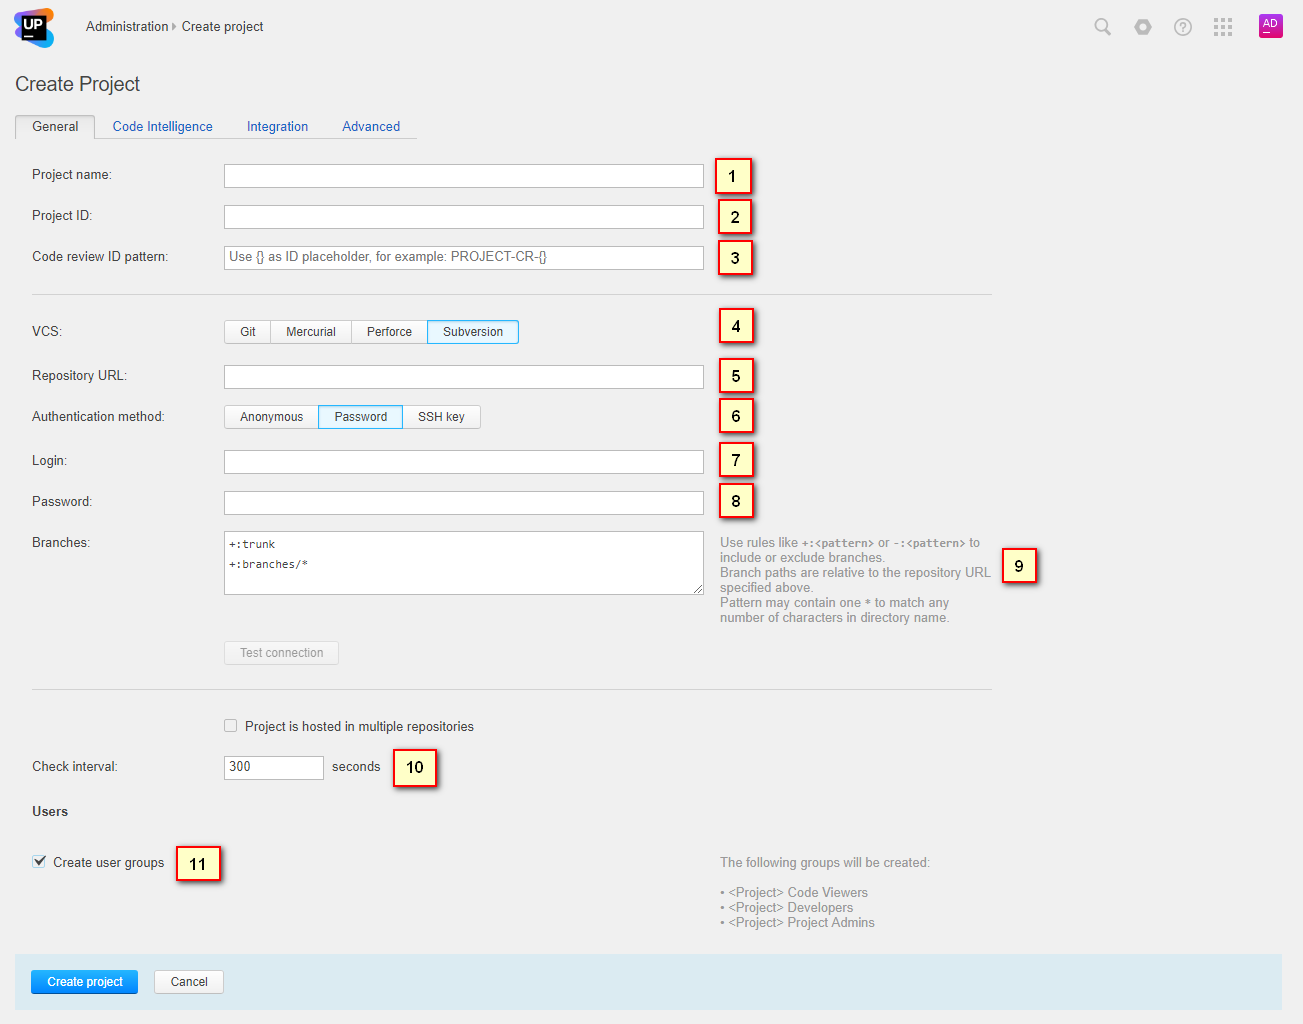 UP
Administration Create project
AD
Create Project
General Code Intelligence Integration Advanced
Project name: 1
Project ID: 2
Code review ID pattern: Use {} as ID placeholder, for example: PROJECT-CR-{} 3
VCS: Git Mercurial Perforce Subversion 4
Repository URL: 5
Authentication method: Anonymous Password SSH key 6
Login: 7
Password: 8
Branches:
+:trunk
+:branches/*
Use rules like +:<pattern> or -:<pattern> to
include or exclude branches.
Branch paths are relative to the repository URL
specified above.
Pattern may contain one * to match any
number of characters in directory name.
9
Test connection
Project is hosted in multiple repositories
Check interval: 300 seconds 10
Users
Create user groups 11
The following groups will be created:
• <Project> Code Viewers
• <Project> Developers
• <Project> Project Admins
Create project Cancel